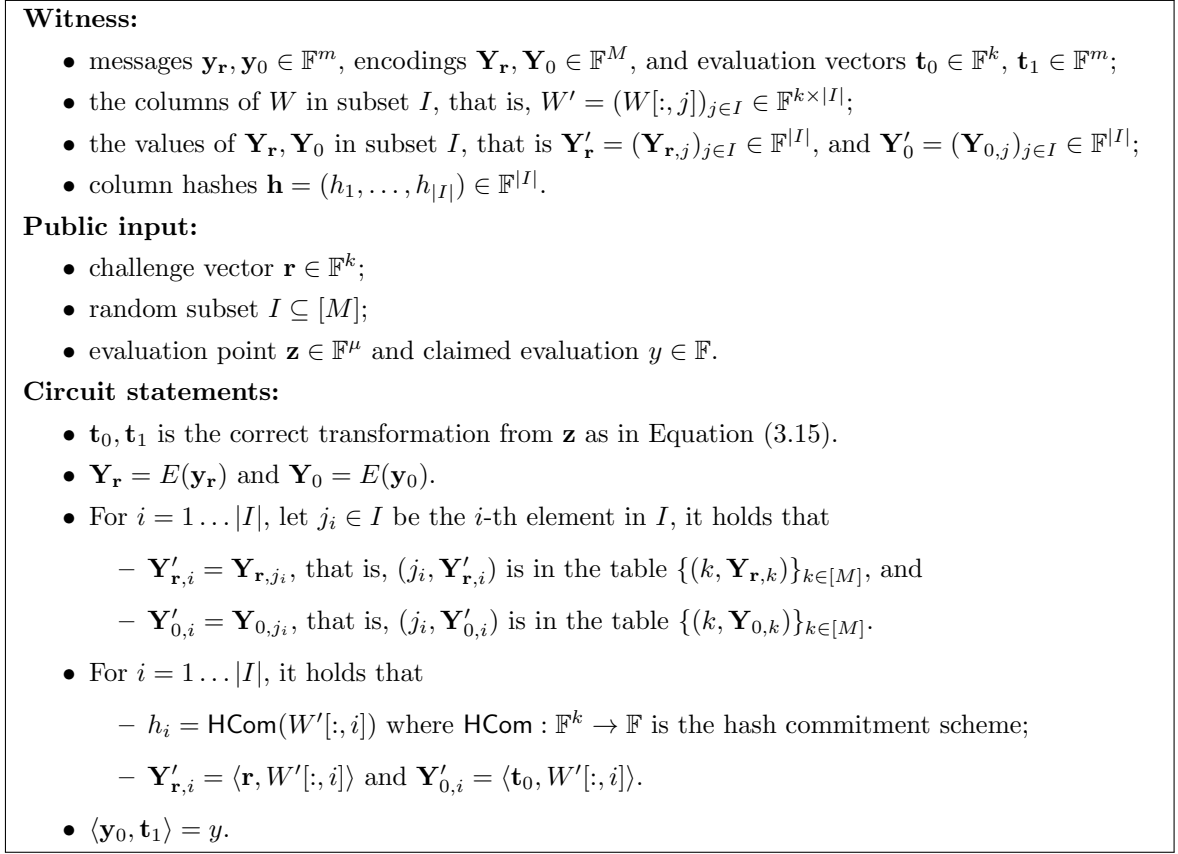 Witness:
• messages y_r, y_0 ∈ 𝔽^m, encodings Y_r, Y_0 ∈ 𝔽^M, and evaluation vectors t_0 ∈ 𝔽^k, t_1 ∈ 𝔽^m;
• the columns of W in subset I, that is, W′ = (W[:, j])_{j∈I} ∈ 𝔽^{k×|I|};
• the values of Y_r, Y_0 in subset I, that is Y′_r = (Y_{r,j})_{j∈I} ∈ 𝔽^{|I|}, and Y′_0 = (Y_{0,j})_{j∈I} ∈ 𝔽^{|I|};
• column hashes h = (h_1, . . . , h_{|I|}) ∈ 𝔽^{|I|}.
Public input:
• challenge vector r ∈ 𝔽^k;
• random subset I ⊆ [M];
• evaluation point z ∈ 𝔽^μ and claimed evaluation y ∈ 𝔽.
Circuit statements:
• t_0, t_1 is the correct transformation from z as in Equation (3.15).
• Y_r = E(y_r) and Y_0 = E(y_0).
• For i = 1 . . . |I|, let j_i ∈ I be the i-th element in I, it holds that
– Y′_{r,i} = Y_{r,j_i}, that is, (j_i, Y′_{r,i}) is in the table {(k, Y_{r,k})}_{k∈[M]}, and
– Y′_{0,i} = Y_{0,j_i}, that is, (j_i, Y′_{0,i}) is in the table {(k, Y_{0,k})}_{k∈[M]}.
• For i = 1 . . . |I|, it holds that
– h_i = HCom(W′[:, i]) where HCom : 𝔽^k → 𝔽 is the hash commitment scheme;
– Y′_{r,i} = ⟨r, W′[:, i]⟩ and Y′_{0,i} = ⟨t_0, W′[:, i]⟩.
• ⟨y_0, t_1⟩ = y.